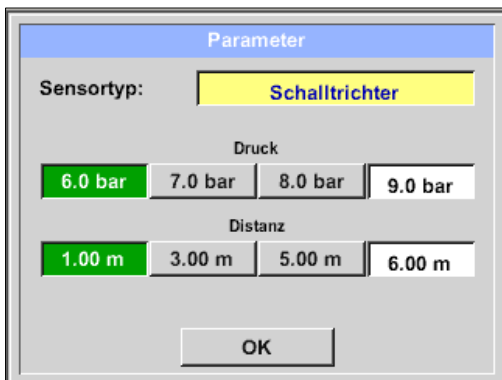 Parameter
Sensortyp: Schalltrichter
Druck
6.0 bar 7.0 bar 8.0 bar 9.0 bar
Distanz
1.00 m 3.00 m 5.00 m 6.00 m
OK